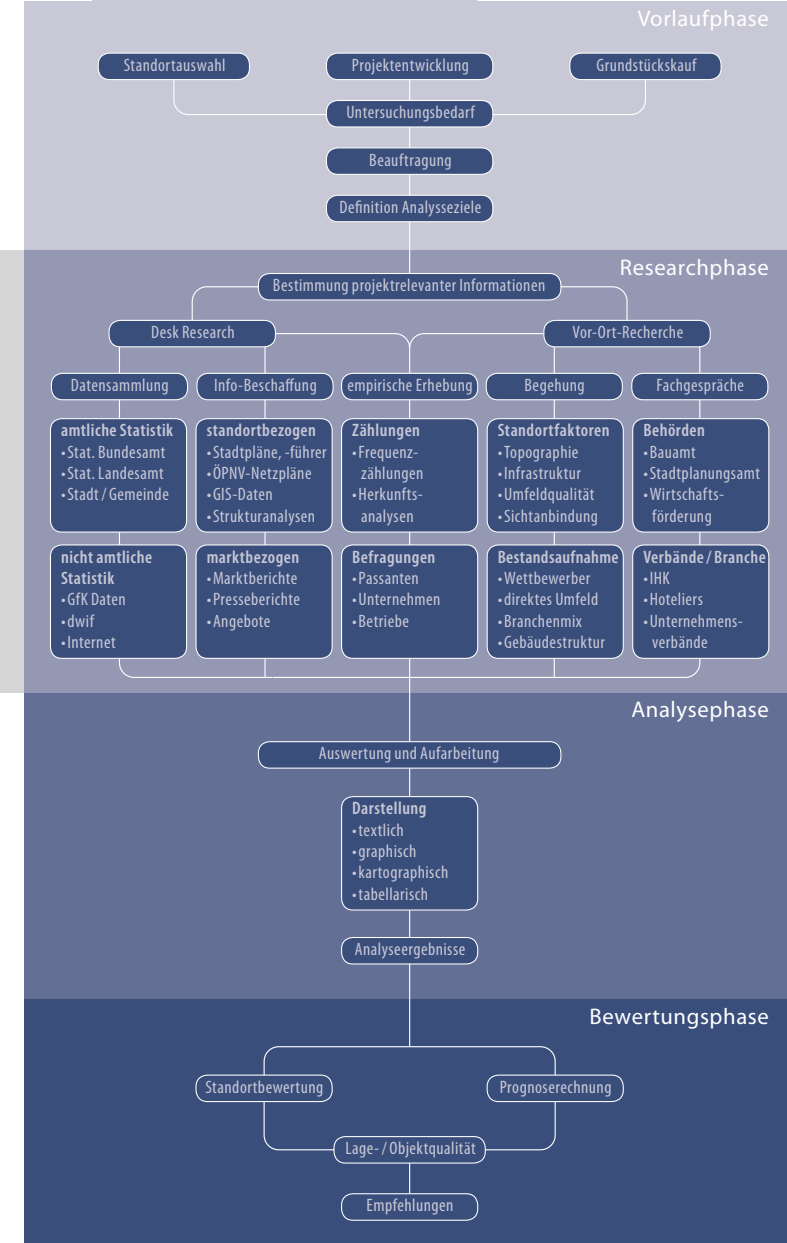 Vorlaufphase
Standortauswahl
Projektentwicklung
Grundstückskauf
Untersuchungsbedarf
Beauftragung
Definition Analysseziele
Researchphase
Bestimmung projektrelevanter Informationen
Desk Research
Vor-Ort-Recherche
Datensammlung
Info-Beschaffung
empirische Erhebung
Begehung
Fachgespräche
amtliche Statistik
• Stat. Bundesamt
• Stat. Landesamt
• Stadt / Gemeinde
standortbezogen
• Stadtpläne, -führer
• ÖPNV-Netzpläne
• GIS-Daten
• Strukturanalysen
Zählungen
• Frequenz-
zählungen
• Herkunfts-
analysen
Standortfaktoren
• Topographie
• Infrastruktur
• Umfeldqualität
• Sichtanbindung
Behörden
• Bauamt
• Stadtplanungsamt
• Wirtschafts-
förderung
nicht amtliche
Statistik
• GfK Daten
• dwif
• Internet
marktbezogen
• Marktberichte
• Presseberichte
• Angebote
Befragungen
• Passanten
• Unternehmen
• Betriebe
Bestandsaufnahme
• Wettbewerber
• direktes Umfeld
• Branchenmix
• Gebäudestruktur
Verbände / Branche
• IHK
• Hoteliers
• Unternehmens-
verbände
Analysephase
Auswertung und Aufarbeitung
Darstellung
• textlich
• graphisch
• kartographisch
• tabellarisch
Analyseergebnisse
Bewertungsphase
Standortbewertung
Prognoserechnung
Lage- / Objektqualität
Empfehlungen